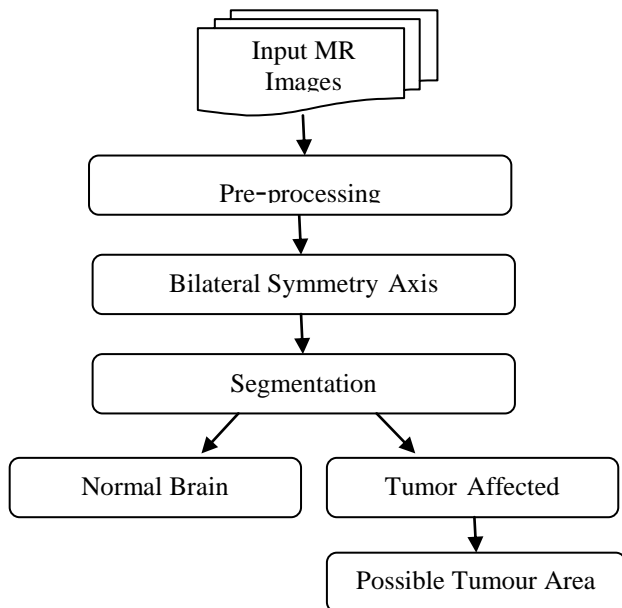 Input MR
Images
Pre-processing
Bilateral Symmetry Axis
Segmentation
Normal Brain
Tumor Affected
Possible Tumour Area